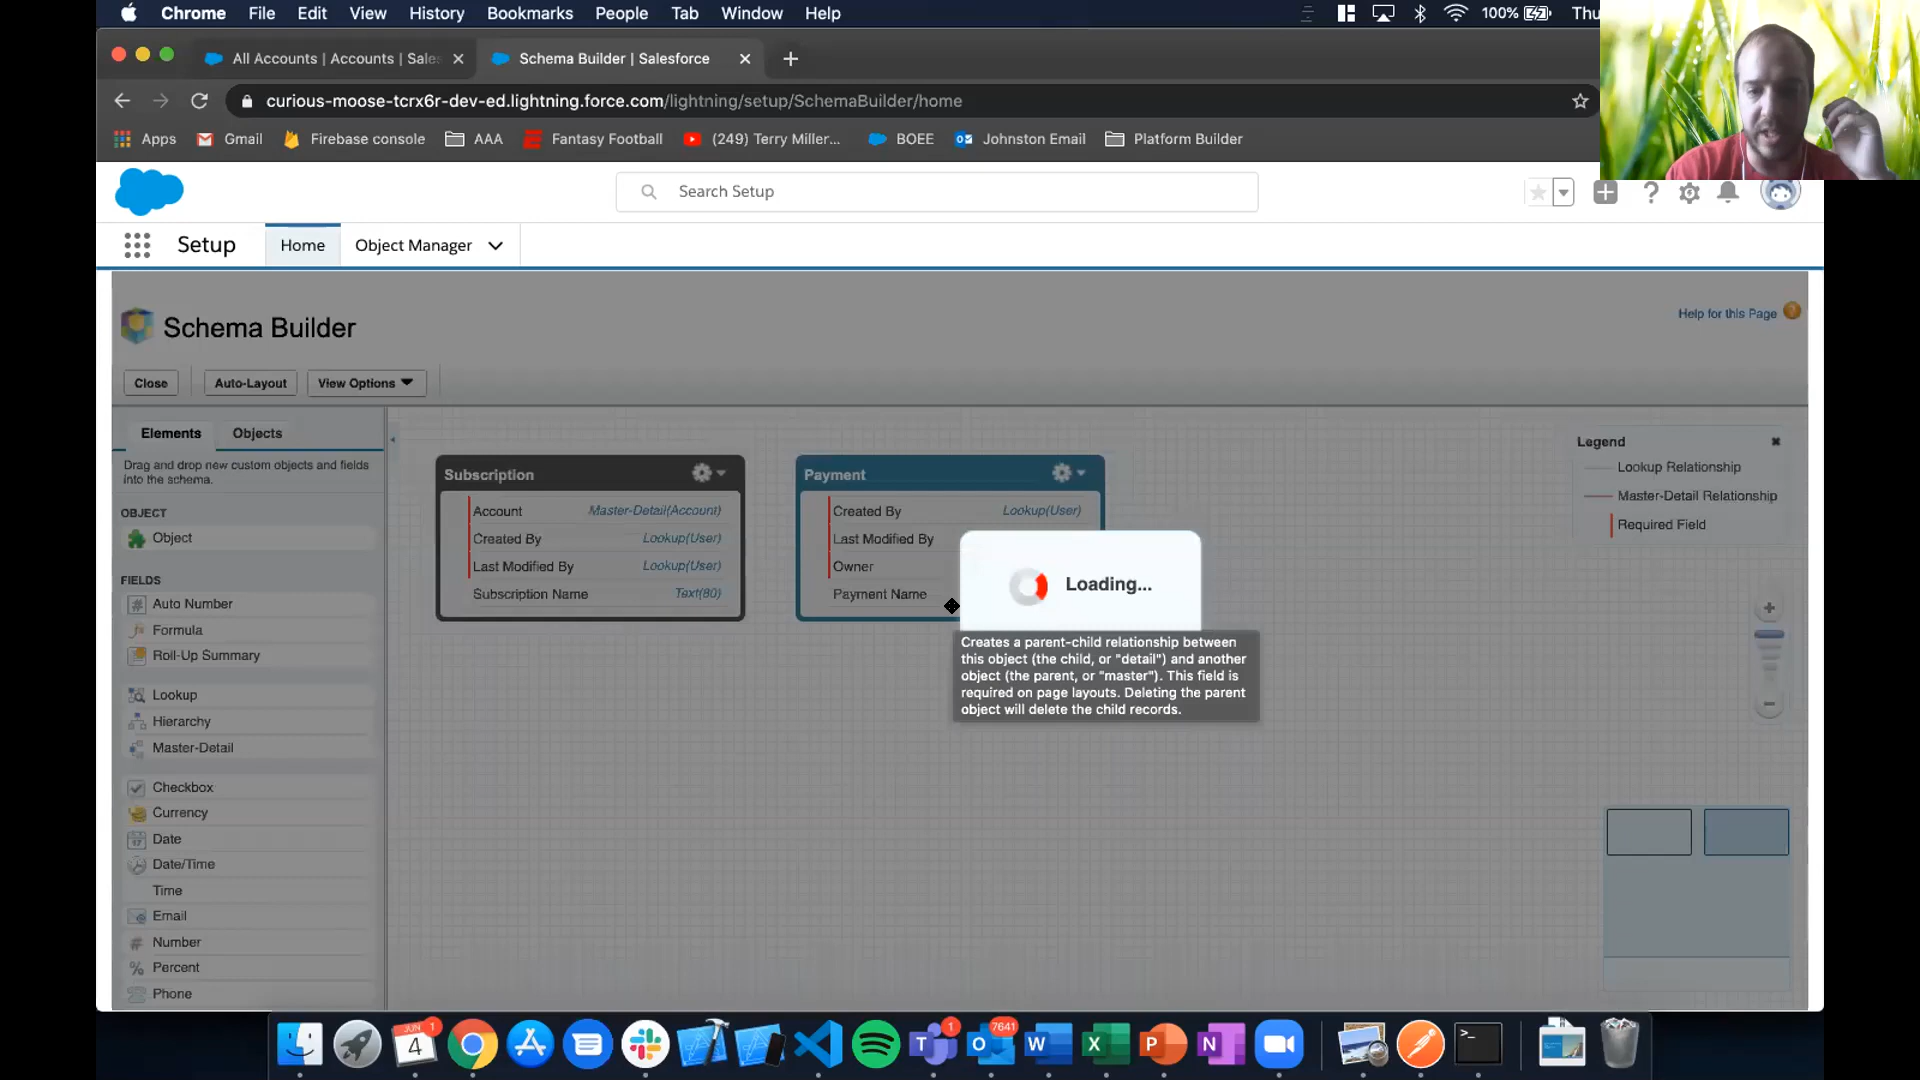 Chrome File Edit View History Bookmarks People Tab Window Help
100% Thu
All Accounts | Accounts | Sale
Schema Builder | Salesforce
curious-moose-tcrx6r-dev-ed.lightning.force.com/lightning/setup/SchemaBuilder/home
Apps Gmail Firebase console AAA Fantasy Football (249) Terry Miller... BOEE Johnston Email Platform Builder
Search Setup
Setup Home Object Manager
Schema Builder
Help for this Page
Close Auto-Layout View Options
Elements Objects
Drag and drop new custom objects and fields
into the schema.
OBJECT
Object
FIELDS
Auto Number
Formula
Roll-Up Summary
Lookup
Hierarchy
Master-Detail
Checkbox
Currency
Date
Date/Time
Time
Email
Number
Percent
Phone
Subscription
Account Master-Detail(Account)
Created By Lookup(User)
Last Modified By Lookup(User)
Subscription Name Text(80)
Payment
Created By Lookup(User)
Last Modified By
Owner
Payment Name
Loading...
Creates a parent-child relationship between
this object (the child, or "detail") and another
object (the parent, or "master"). This field is
required on page layouts. Deleting the parent
object will delete the child records.
Legend
Lookup Relationship
Master-Detail Relationship
Required Field
JUN
4
1
1
7641